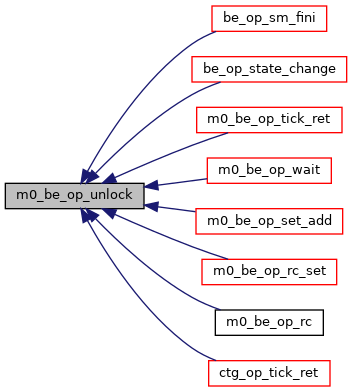 be_op_sm_fini
be_op_state_change
m0_be_op_tick_ret
m0_be_op_wait
m0_be_op_unlock
m0_be_op_set_add
m0_be_op_rc_set
m0_be_op_rc
ctg_op_tick_ret